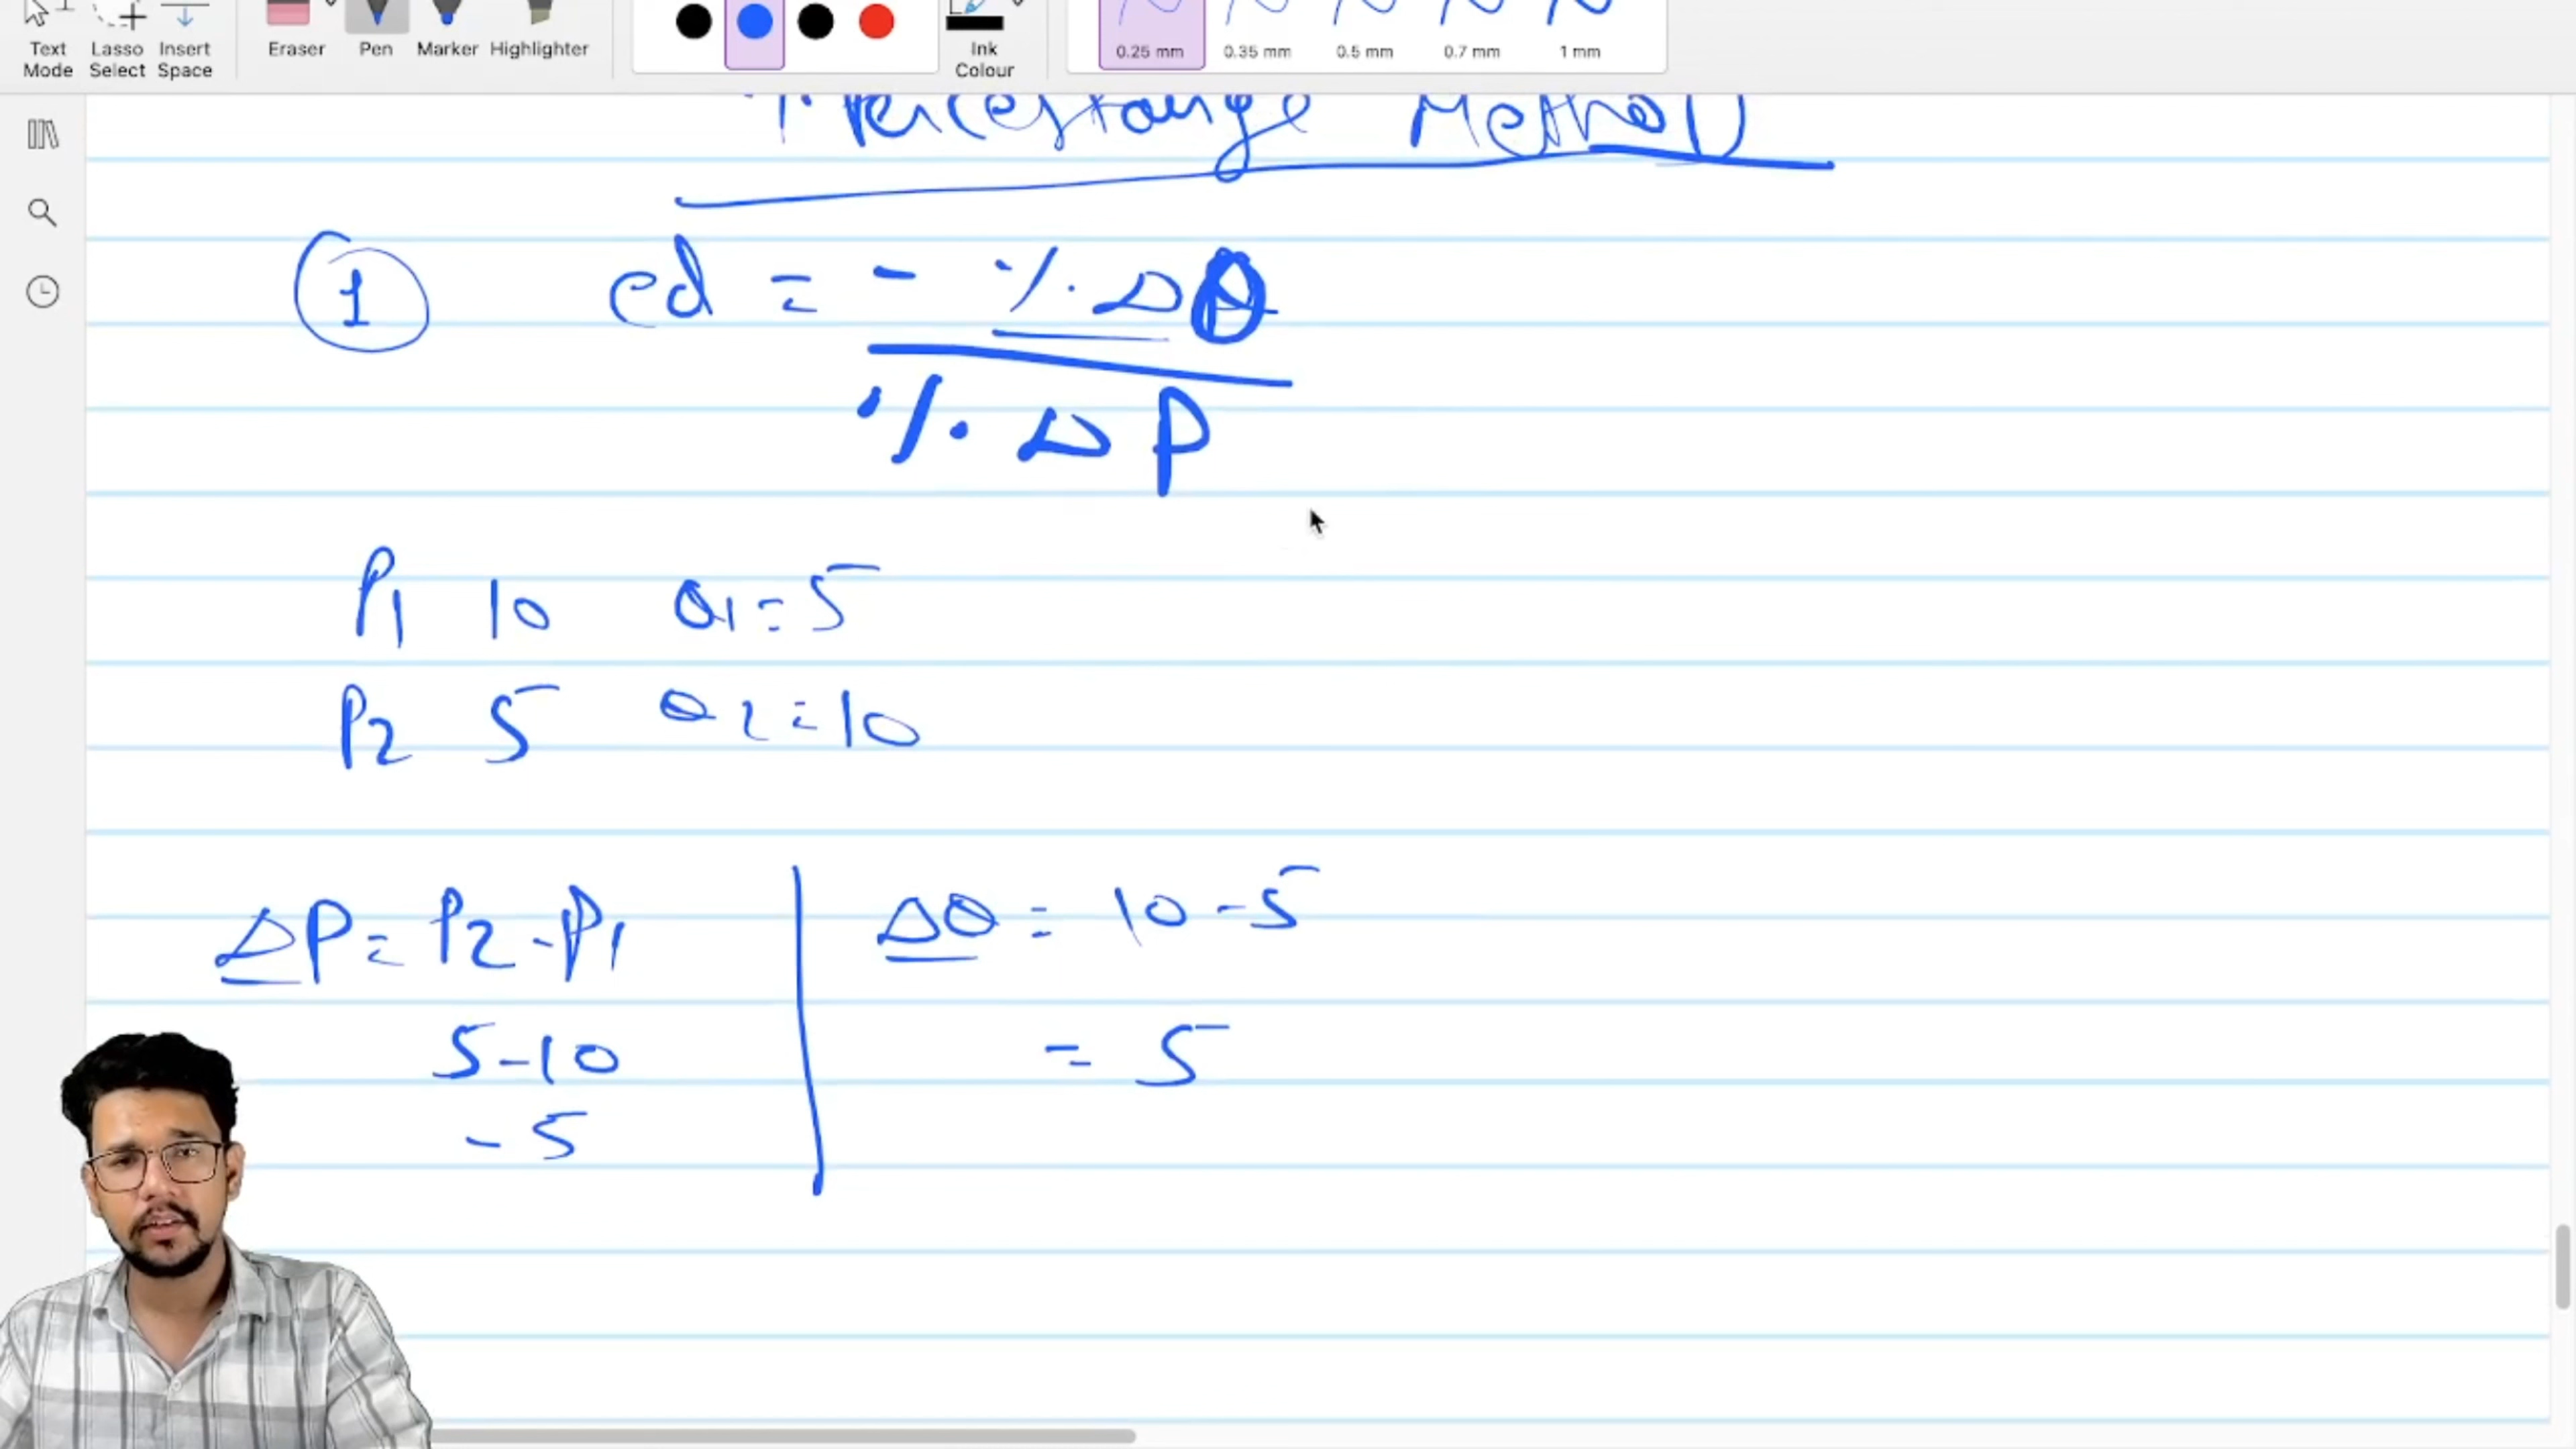 Text Mode
Lasso Select
Insert Space
Eraser
Pen
Marker
Highlighter
Ink Colour
0.25 mm
0.35 mm
0.5 mm
0.7 mm
1 mm
Method
1 ed = - % ΔQ
% ΔP
P1 10 Q1 = 5
P2 5 Q2 = 10
ΔP = P2 - P1
ΔQ = 10 - 5
5 - 10
= 5
- 5